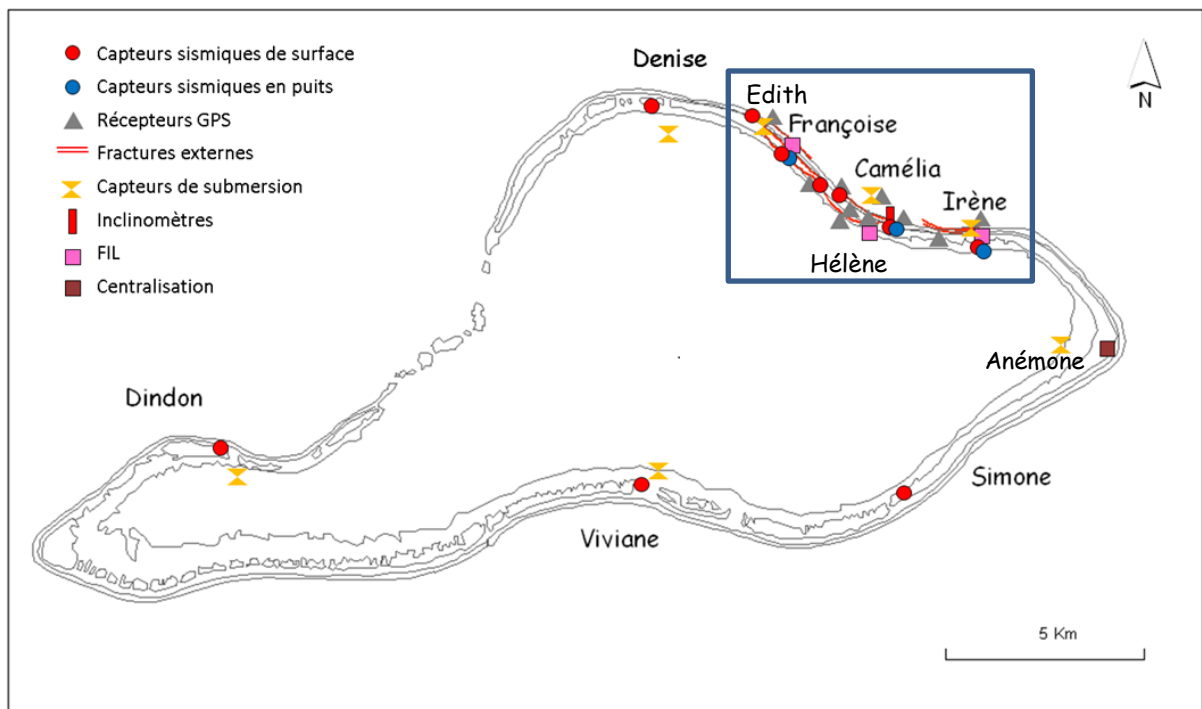 Capteurs sismiques de surface
Capteurs sismiques en puits
Récepteurs GPS
Fractures externes
Capteurs de submersion
Inclinomètres
FIL
Centralisation
Denise
Edith
Françoise
Camélia
Irène
Hélène
N
Anémone
Dindon
Simone
Viviane
5 Km